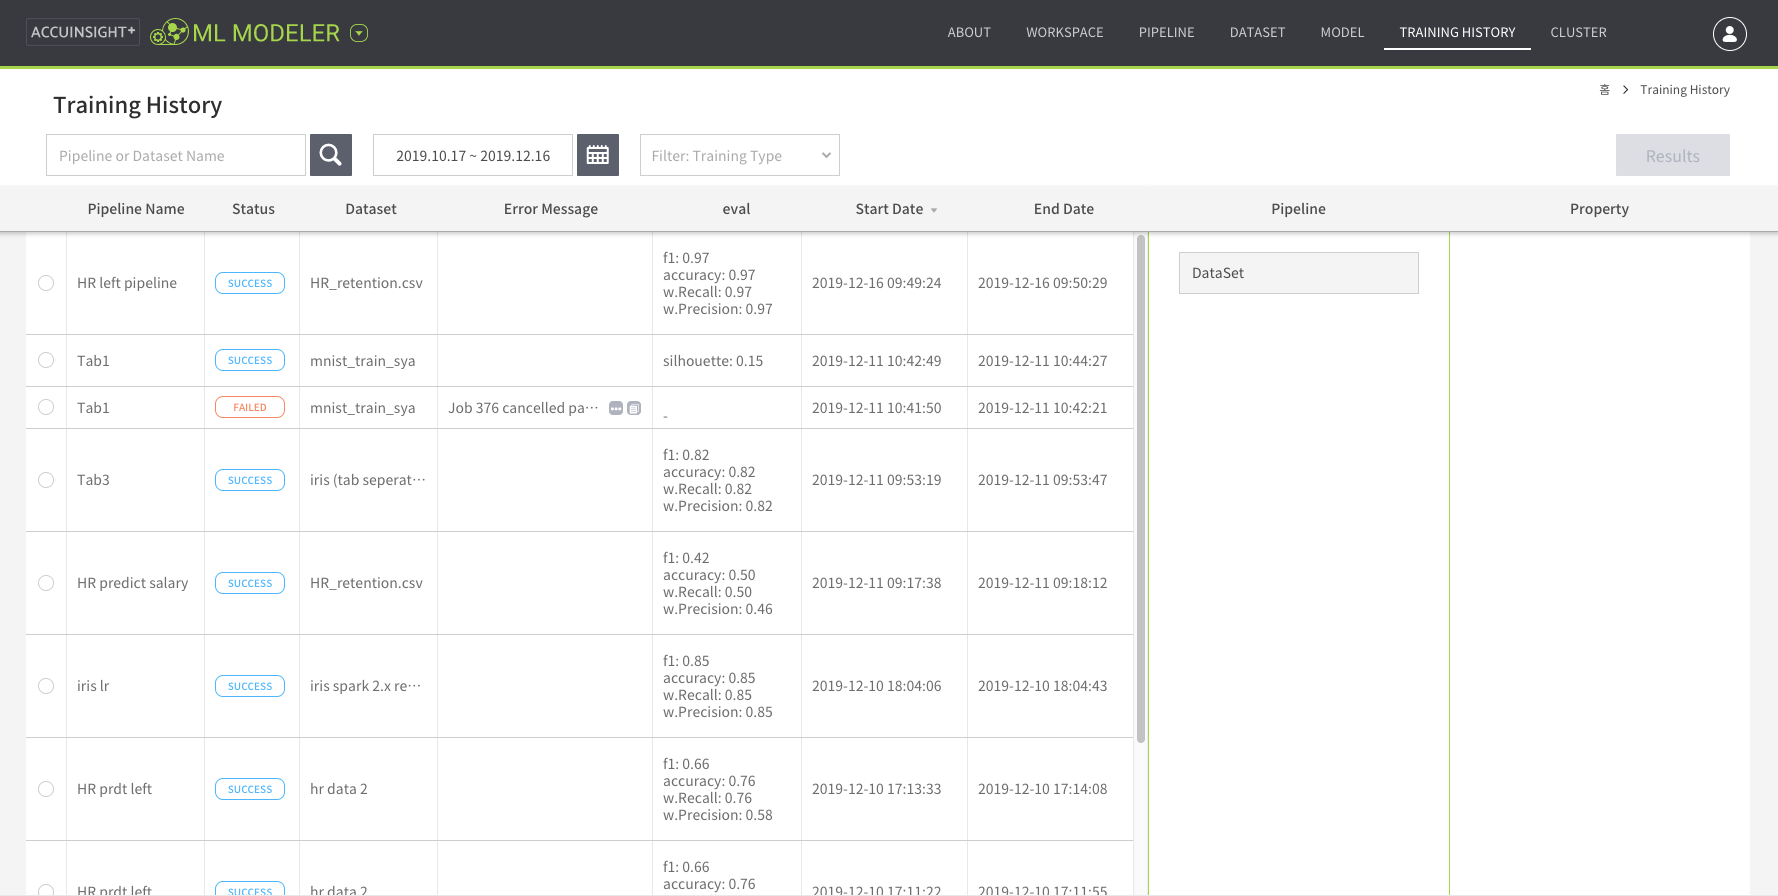 ACCUINSIGHT+ ML MODELER
ABOUT WORKSPACE PIPELINE DATASET MODEL TRAINING HISTORY CLUSTER
홈 > Training History
Training History
Pipeline or Dataset Name 2019.10.17 ~ 2019.12.16 Filter: Training Type Results
Pipeline Name Status Dataset Error Message eval Start Date End Date Pipeline Property
DataSet
HR left pipeline SUCCESS HR_retention.csv
f1: 0.97
accuracy: 0.97
w.Recall: 0.97
w.Precision: 0.97
2019-12-16 09:49:24 2019-12-16 09:50:29
Tab1 SUCCESS mnist_train_sya silhouette: 0.15 2019-12-11 10:42:49 2019-12-11 10:44:27
Tab1 FAILED mnist_train_sya Job 376 cancelled pa… - 2019-12-11 10:41:50 2019-12-11 10:42:21
Tab3 SUCCESS iris (tab seperat…
f1: 0.82
accuracy: 0.82
w.Recall: 0.82
w.Precision: 0.82
2019-12-11 09:53:19 2019-12-11 09:53:47
HR predict salary SUCCESS HR_retention.csv
f1: 0.42
accuracy: 0.50
w.Recall: 0.50
w.Precision: 0.46
2019-12-11 09:17:38 2019-12-11 09:18:12
iris lr SUCCESS iris spark 2.x re…
f1: 0.85
accuracy: 0.85
w.Recall: 0.85
w.Precision: 0.85
2019-12-10 18:04:06 2019-12-10 18:04:43
HR prdt left SUCCESS hr data 2
f1: 0.66
accuracy: 0.76
w.Recall: 0.76
w.Precision: 0.58
2019-12-10 17:13:33 2019-12-10 17:14:08
HR prdt left SUCCESS hr data 2
f1: 0.66
accuracy: 0.76
2019-12-10 17:11:22 2019-12-10 17:11:55